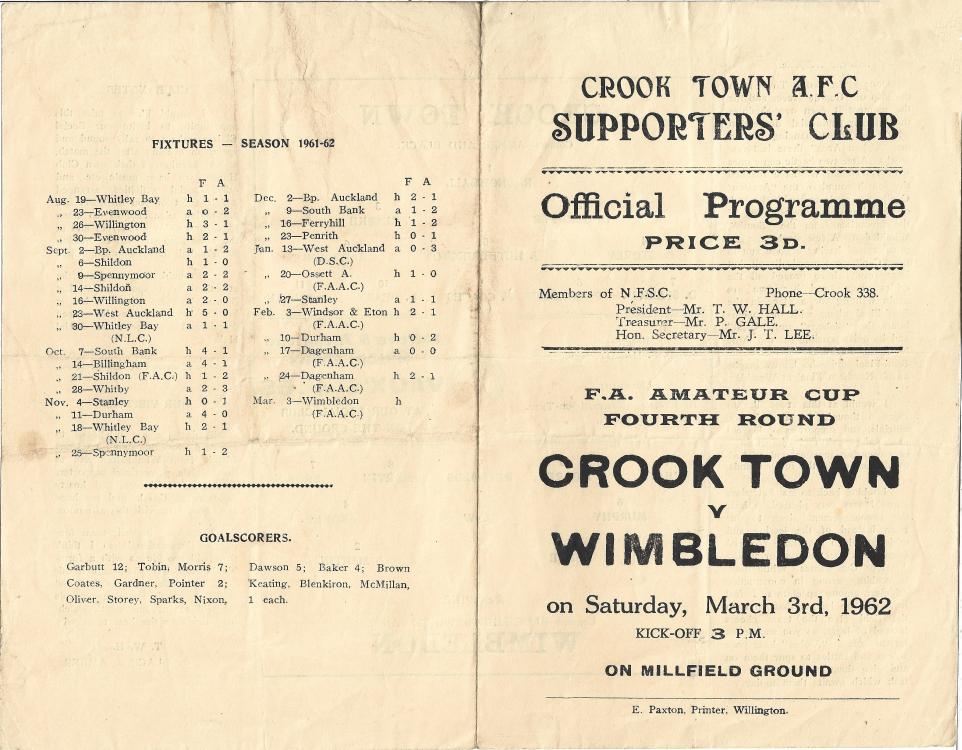 FIXTURES — SEASON 1961-62
F A
Aug. 19—Whitley Bay h 1 - 1
„ 23—Evenwood a 0 - 2
„ 26—Willington h 3 - 1
„ 30—Evenwood h 2 - 1
Sept. 2—Bp. Auckland a 1 - 2
„ 6—Shildon h 1 - 0
„ 9—Spennymoor a 2 - 2
„ 14—Shildon a 2 - 2
„ 16—Willington a 2 - 0
„ 23—West Auckland h 5 - 0
„ 30—Whitley Bay a 1 - 1
(N.L.C.)
Oct. 7—South Bank h 4 - 1
„ 14—Billingham a 4 - 1
„ 21—Shildon (F.A.C.) h 1 - 2
„ 28—Whitby a 2 - 3
Nov. 4—Stanley h 0 - 1
„ 11—Durham a 4 - 0
„ 18—Whitley Bay h 2 - 1
(N.L.C.)
„ 25—Spennymoor h 1 - 2
F A
Dec. 2—Bp. Auckland h 2 - 1
„ 9—South Bank a 1 - 2
„ 16—Ferryhill h 1 - 2
„ 23—Penrith h 0 - 1
Jan. 13—West Auckland a 0 - 3
(D.S.C.)
„ 20—Ossett A. h 1 - 0
(F.A.A.C.)
„ 27—Stanley a 1 - 1
Feb. 3—Windsor & Eton h 2 - 1
(F.A.A.C.)
„ 10—Durham h 0 - 2
„ 17—Dagenham a 0 - 0
(F.A.A.C.)
„ 24—Dagenham h 2 - 1
(F.A.A.C.)
Mar. 3—Wimbledon h
(F.A.A.C.)
GOALSCORERS.
Garbutt 12; Tobin, Morris 7; Dawson 5; Baker 4; Brown
Coates, Gardner, Pointer 2; Keating, Blenkiron, McMillan,
Oliver, Storey, Sparks, Nixon, 1 each.
CROOK TOWN A.F.C
SUPPORTERS' CLUB
Official Programme
PRICE 3D.
Members of N.F.S.C. Phone—Crook 338.
President—Mr. T. W. HALL.
Treasurer—Mr. P. GALE.
Hon. Secretary—Mr. J. T. LEE.
F.A. AMATEUR CUP
FOURTH ROUND
CROOK TOWN
V
WIMBLEDON
on Saturday, March 3rd, 1962
KICK-OFF 3 P.M.
ON MILLFIELD GROUND
E. Paxton, Printer, Willington.